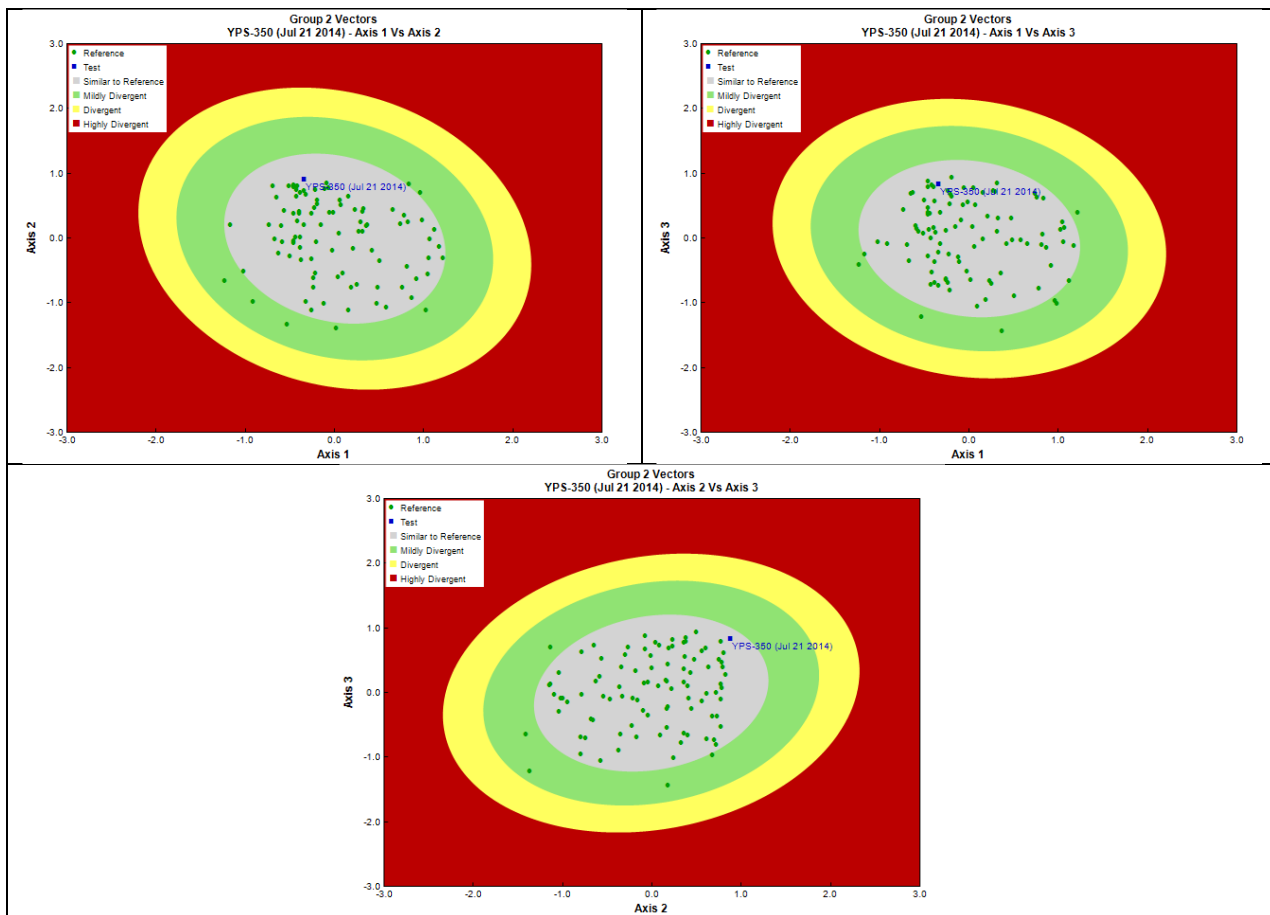 Group 2 Vectors
YPS-350 (Jul 21 2014) - Axis 1 Vs Axis 2
3.0
2.0
1.0
0.0
-1.0
-2.0
-3.0
Axis 2
Reference
Test
Similar to Reference
Mildly Divergent
Divergent
Highly Divergent
YPS-350 (Jul 21 2014)
-3.0 -2.0 -1.0 0.0 1.0 2.0 3.0
Axis 1
Group 2 Vectors
YPS-350 (Jul 21 2014) - Axis 1 Vs Axis 3
3.0
2.0
1.0
0.0
-1.0
-2.0
-3.0
Axis 3
Reference
Test
Similar to Reference
Mildly Divergent
Divergent
Highly Divergent
YPS-350 (Jul 21 2014)
-3.0 -2.0 -1.0 0.0 1.0 2.0 3.0
Axis 1
Group 2 Vectors
YPS-350 (Jul 21 2014) - Axis 2 Vs Axis 3
3.0
2.0
1.0
0.0
-1.0
-2.0
-3.0
Axis 3
Reference
Test
Similar to Reference
Mildly Divergent
Divergent
Highly Divergent
YPS-350 (Jul 21 2014)
-3.0 -2.0 -1.0 0.0 1.0 2.0 3.0
Axis 2